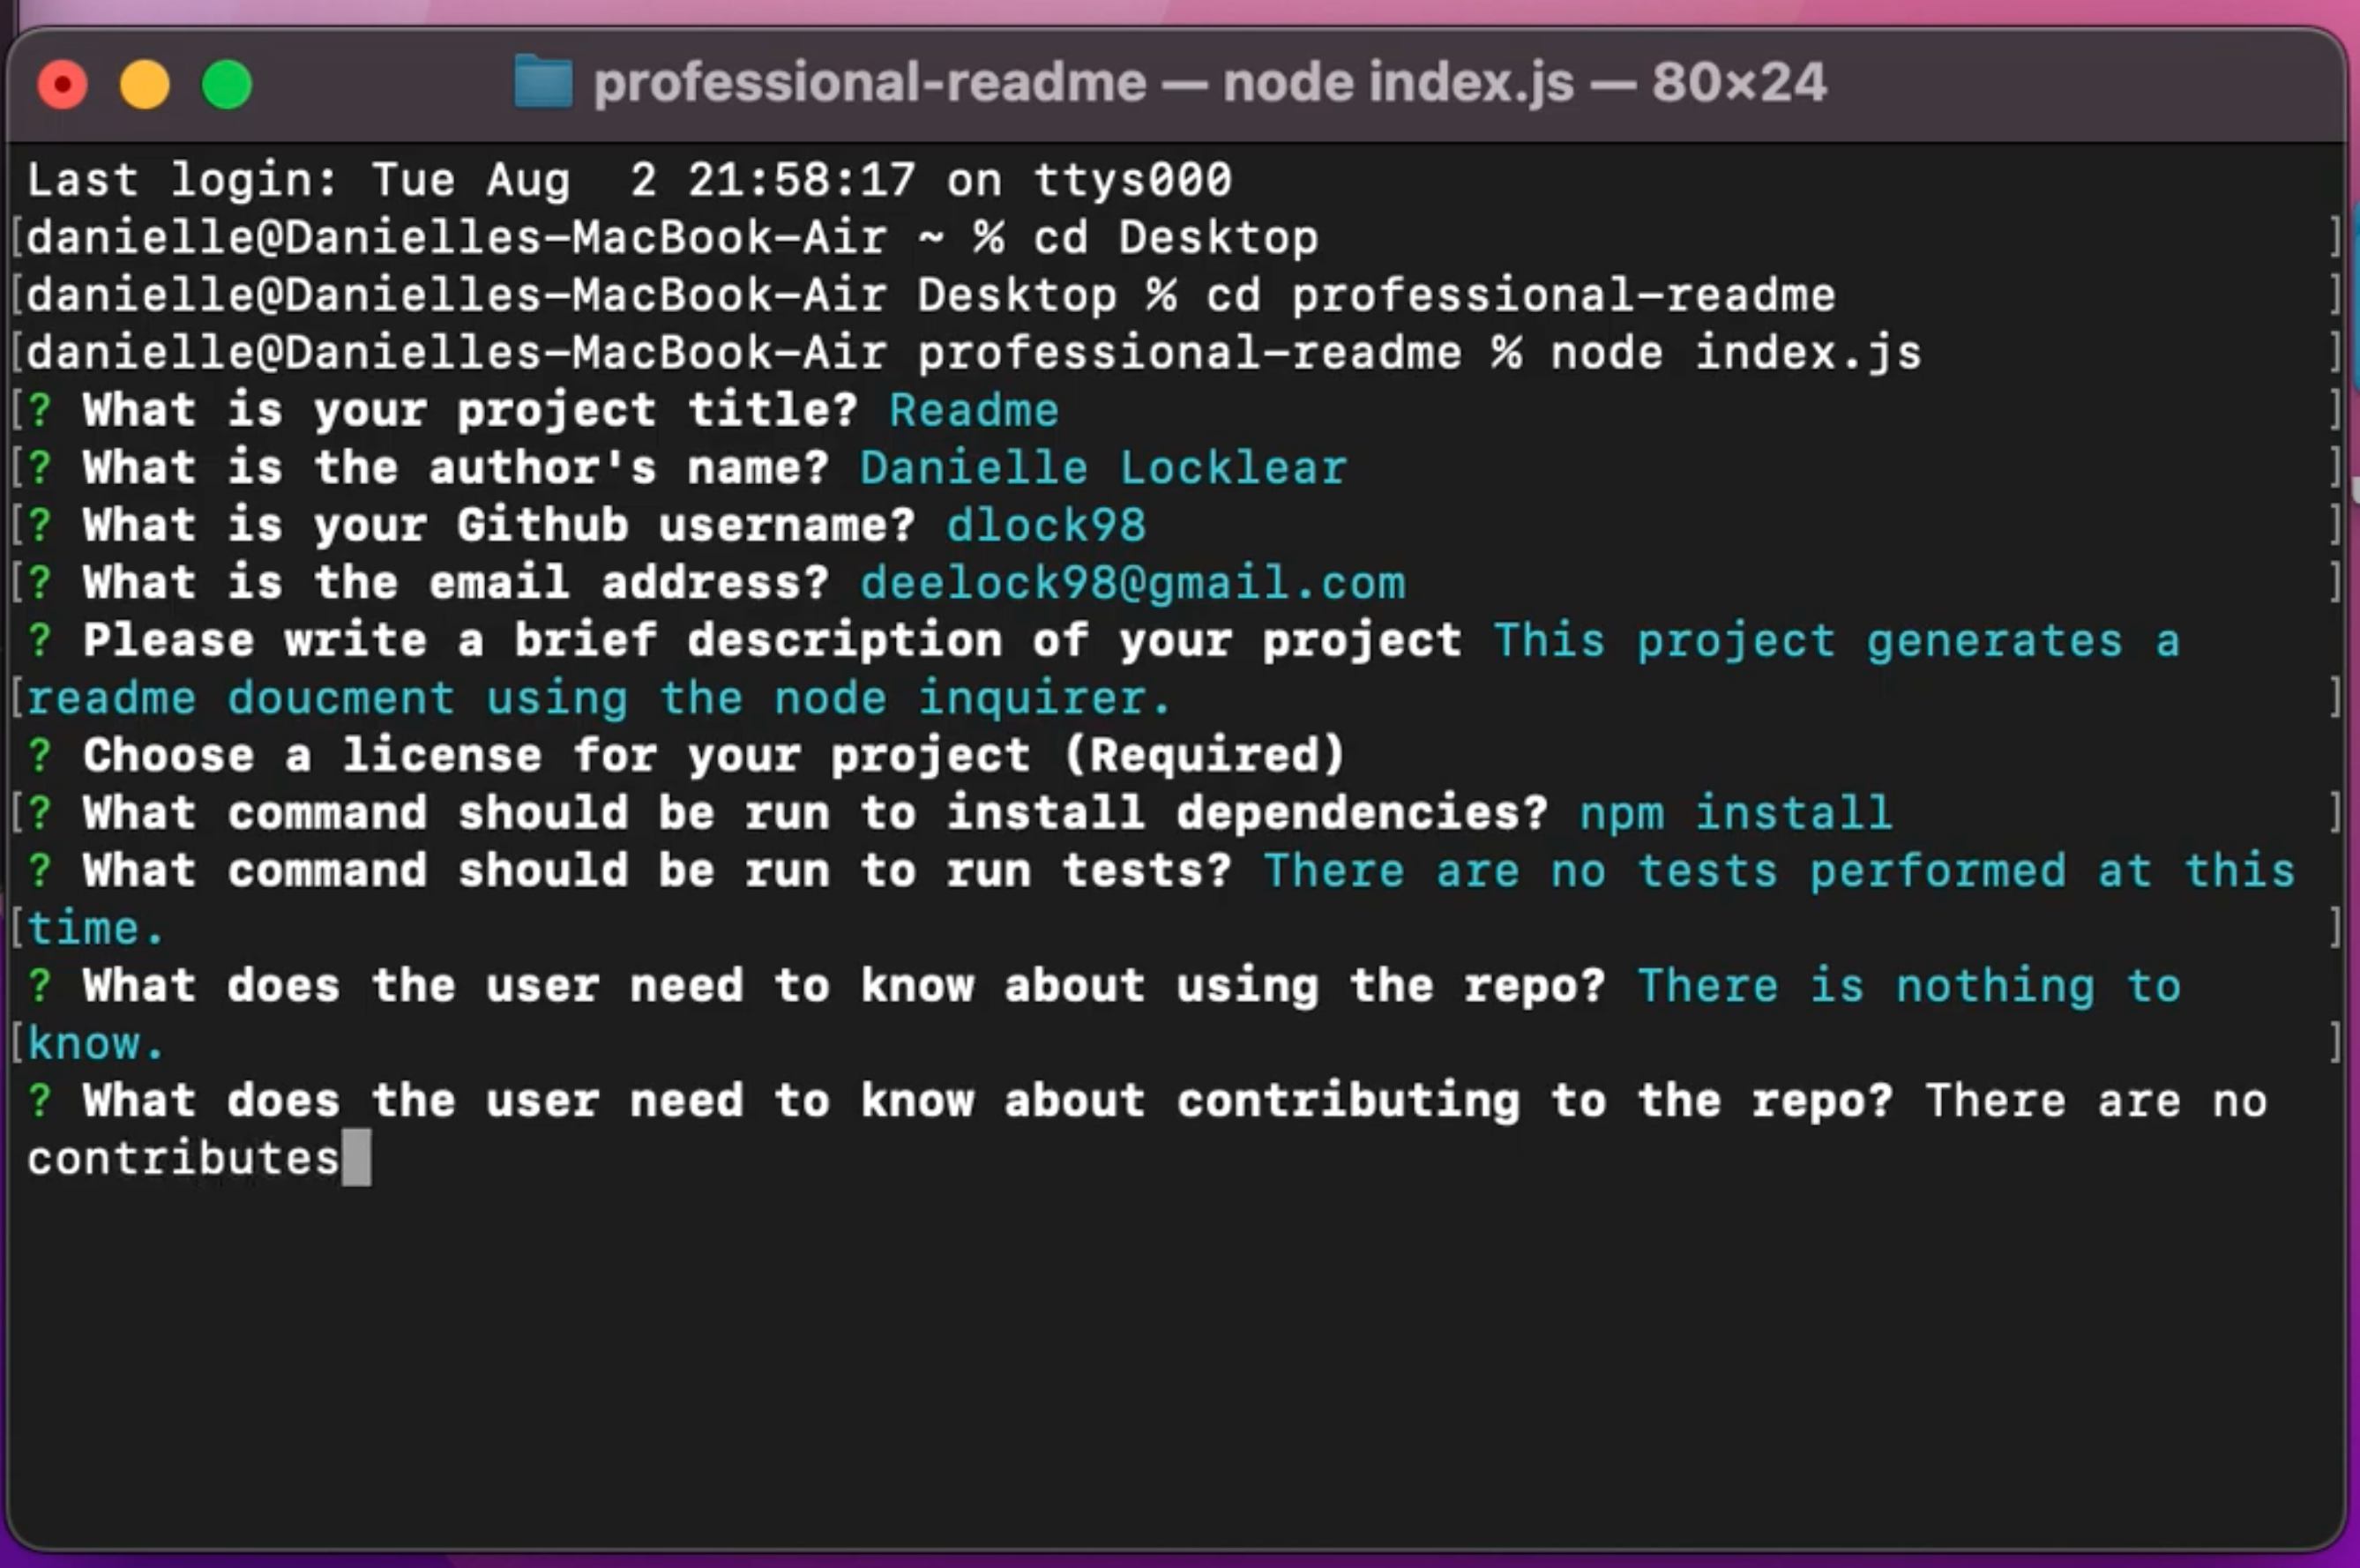 professional-readme — node index.js — 80×24
Last login: Tue Aug  2 21:58:17 on ttys000
[danielle@Danielles-MacBook-Air ~ % cd Desktop ]
[danielle@Danielles-MacBook-Air Desktop % cd professional-readme ]
[danielle@Danielles-MacBook-Air professional-readme % node index.js ]
[? What is your project title? Readme ]
[? What is the author's name? Danielle Locklear ]
[? What is your Github username? dlock98 ]
[? What is the email address? deelock98@gmail.com ]
? Please write a brief description of your project This project generates a
[readme doucment using the node inquirer. ]
? Choose a license for your project (Required)
[? What command should be run to install dependencies? npm install ]
? What command should be run to run tests? There are no tests performed at this
[time. ]
? What does the user need to know about using the repo? There is nothing to
[know. ]
? What does the user need to know about contributing to the repo? There are no
contributes